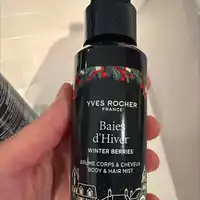 YVES ROCHER
FRANCE
Baies
d'Hiver
WINTER BERRIES
BRUME CORPS & CHEVEUX
BODY & HAIR MIST